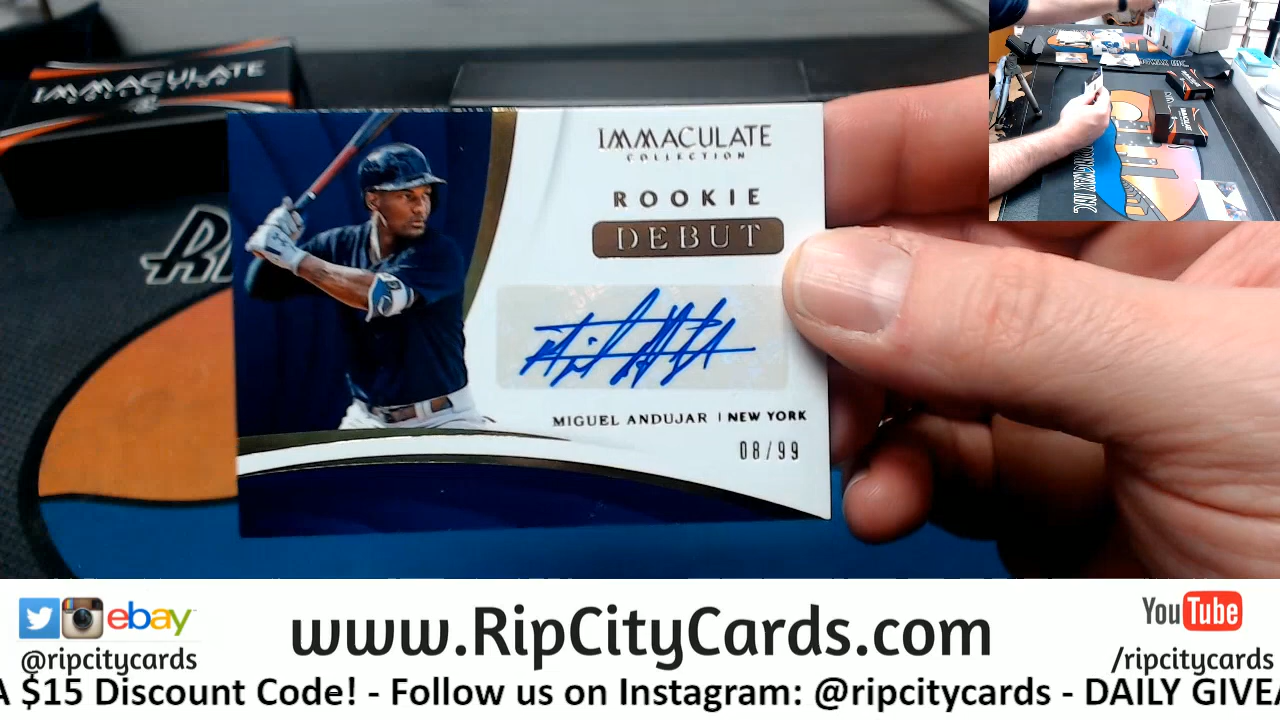 IMMACULATE
COLLECTION
IMMACULATE
COLLECTION
ROOKIE
DEBUT
MIGUEL ANDUJAR | NEW YORK
08/99
ebay
@ripcitycards
www.RipCityCards.com
YouTube
/ripcitycards
A $15 Discount Code! - Follow us on Instagram: @ripcitycards - DAILY GIVEA